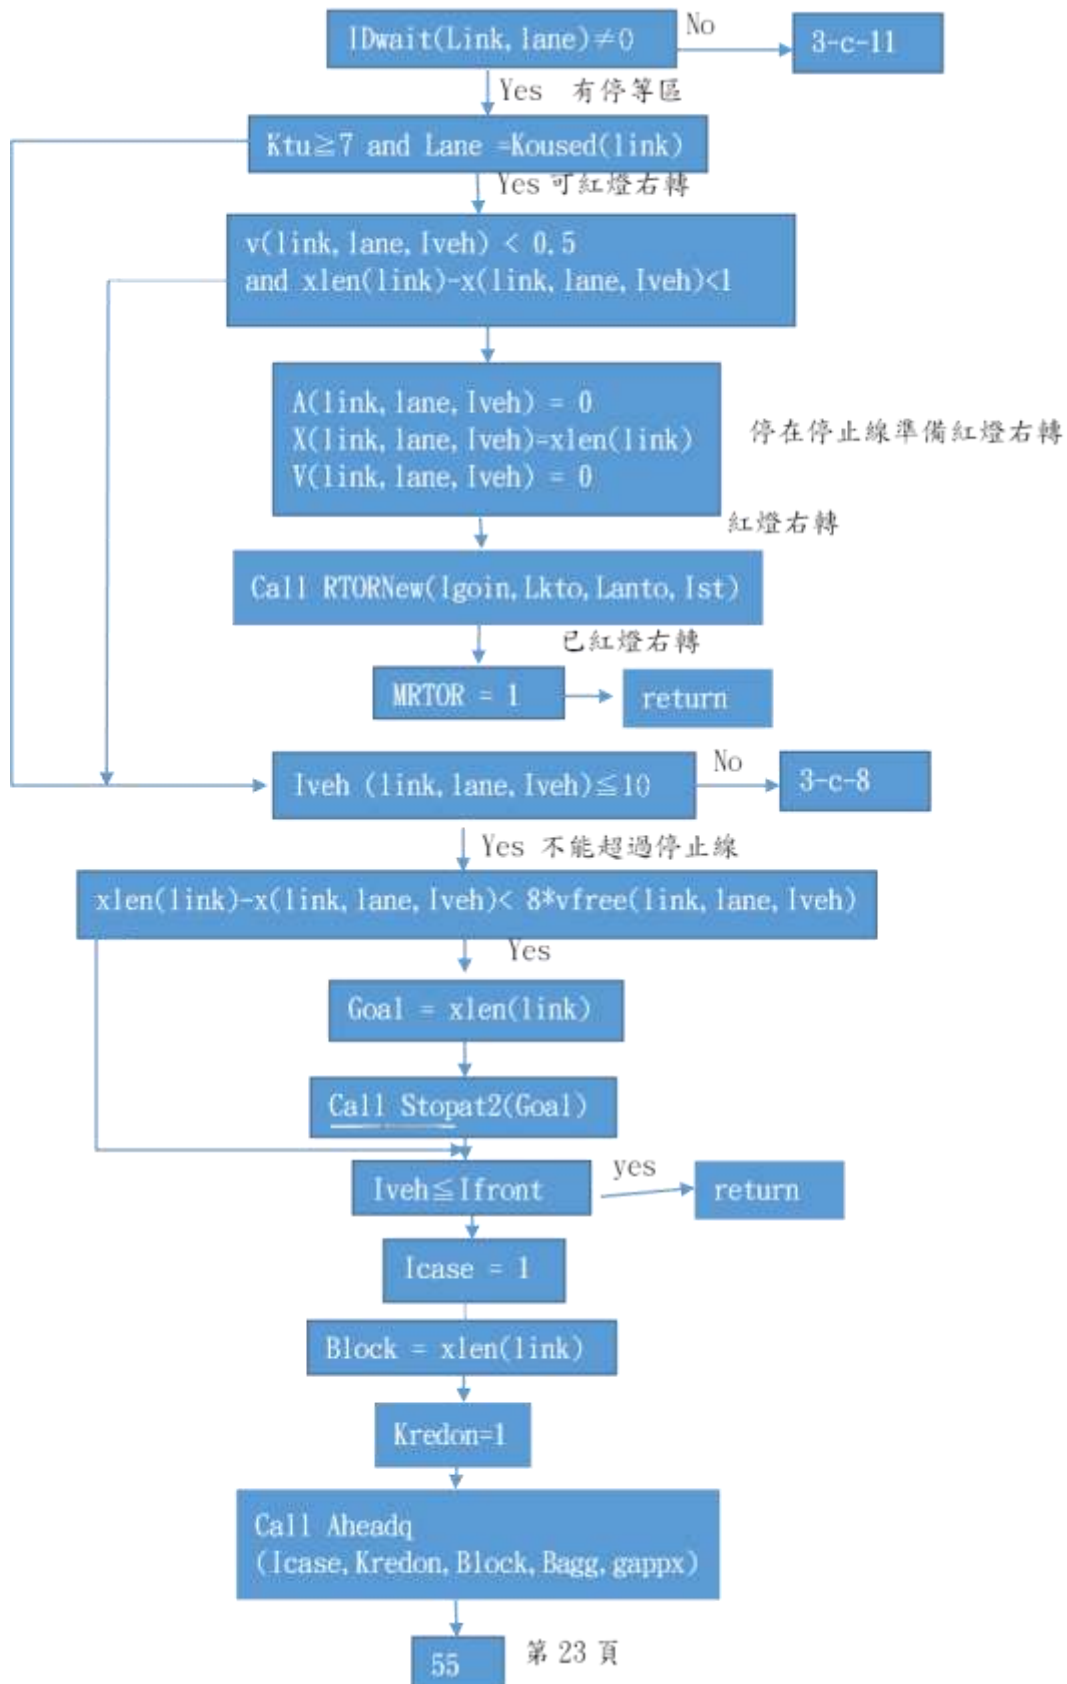 IDwait(Link,lane)≠0
No
3-c-11
Yes 有停等區
Ktu≧7 and Lane =Koused(link)
Yes 可紅燈右轉
v(link,lane,Iveh) < 0.5
and xlen(link)-x(link,lane,Iveh)<1
A(link,lane,Iveh) = 0
X(link,lane,Iveh)=xlen(link)
V(link,lane,Iveh) = 0
停在停止線準備紅燈右轉
紅燈右轉
Call RTORNew(Igoin,Lkto,Lanto,Ist)
已紅燈右轉
MRTOR = 1
return
Iveh (link,lane,Iveh)≦10
No
3-c-8
Yes 不能超過停止線
xlen(link)-x(link,lane,Iveh)< 8*vfree(link,lane,Iveh)
Yes
Goal = xlen(link)
Call Stopat2(Goal)
Iveh≦Ifront
yes
return
Icase = 1
Block = xlen(link)
Kredon=1
Call Aheadq
(Icase,Kredon,Block,Bagg,gappx)
55
第 23 頁